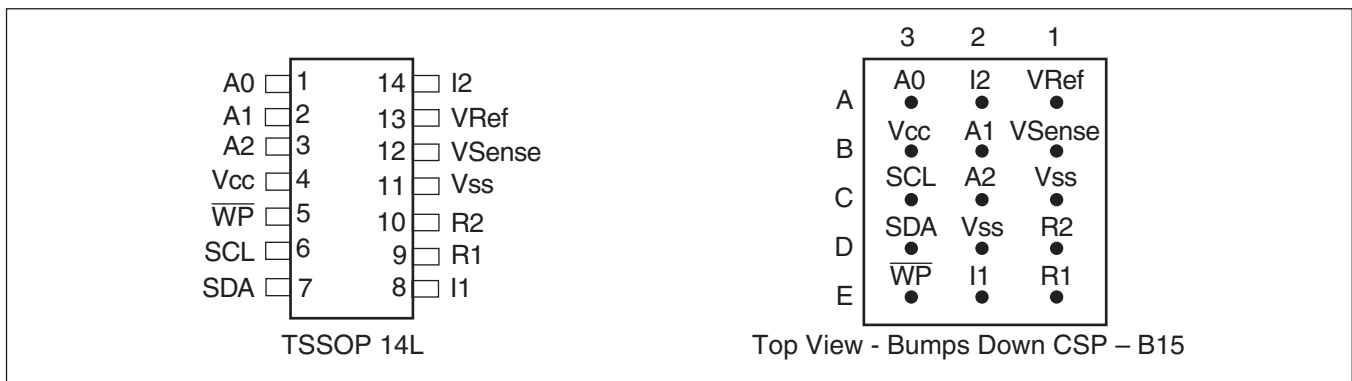 A0 1 14 I2
A1 2 13 VRef
A2 3 12 VSense
Vcc 4 11 Vss
W̅P̅ 5 10 R2
SCL 6 9 R1
SDA 7 8 I1
TSSOP 14L
3 2 1
A A0 I2 VRef
B Vcc A1 VSense
C SCL A2 Vss
D SDA Vss R2
E W̅P̅ I1 R1
Top View - Bumps Down CSP – B15